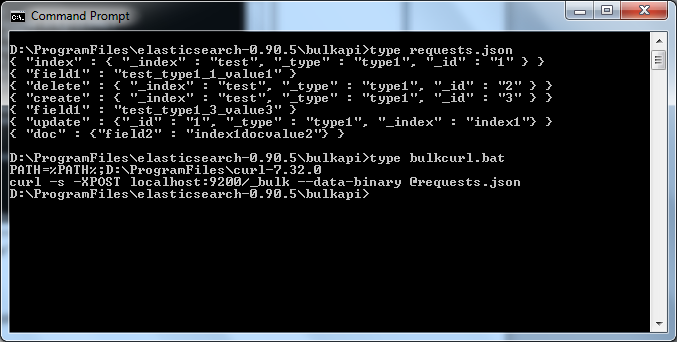 Command Prompt
D:\ProgramFiles\elasticsearch-0.90.5\bulkapi>type requests.json
{ "index" : { "_index" : "test", "_type" : "type1", "_id" : "1" } }
{ "field1" : "test_type1_1_value1" }
{ "delete" : { "_index" : "test", "_type" : "type1", "_id" : "2" } }
{ "create" : { "_index" : "test", "_type" : "type1", "_id" : "3" } }
{ "field1" : "test_type1_3_value3" }
{ "update" : {"_id" : "1", "_type" : "type1", "_index" : "index1"} }
{ "doc" : {"field2" : "index1docvalue2"} }
D:\ProgramFiles\elasticsearch-0.90.5\bulkapi>type bulkcurl.bat
PATH=%PATH%;D:\ProgramFiles\curl-7.32.0
curl -s -XPOST localhost:9200/_bulk --data-binary @requests.json
D:\ProgramFiles\elasticsearch-0.90.5\bulkapi>